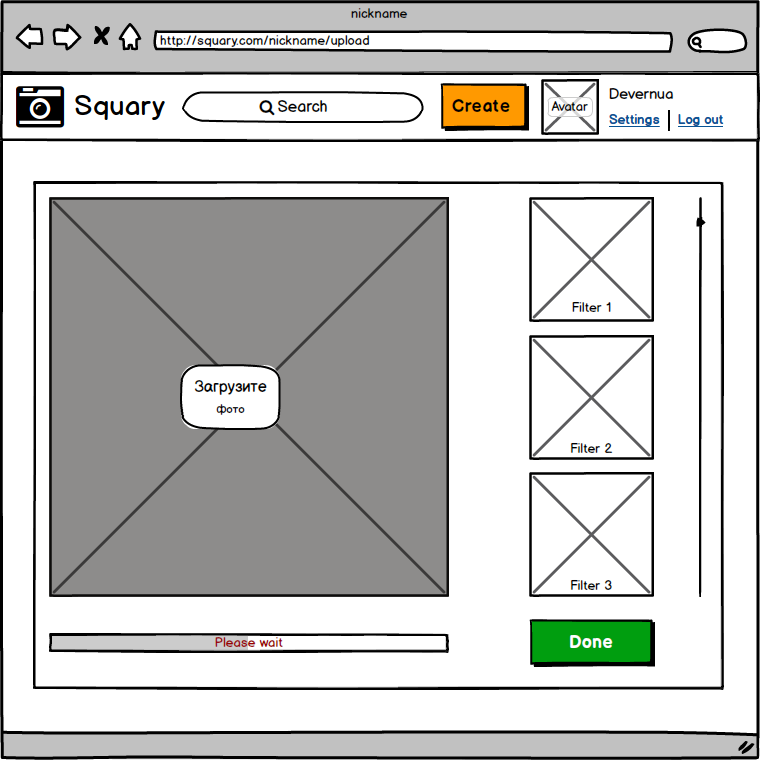 nickname
http://squary.com/nickname/upload
Squary
Search
Create
Avatar
Devernua
Settings
Log out
Загрузите
фото
Filter 1
Filter 2
Filter 3
Please wait
Done